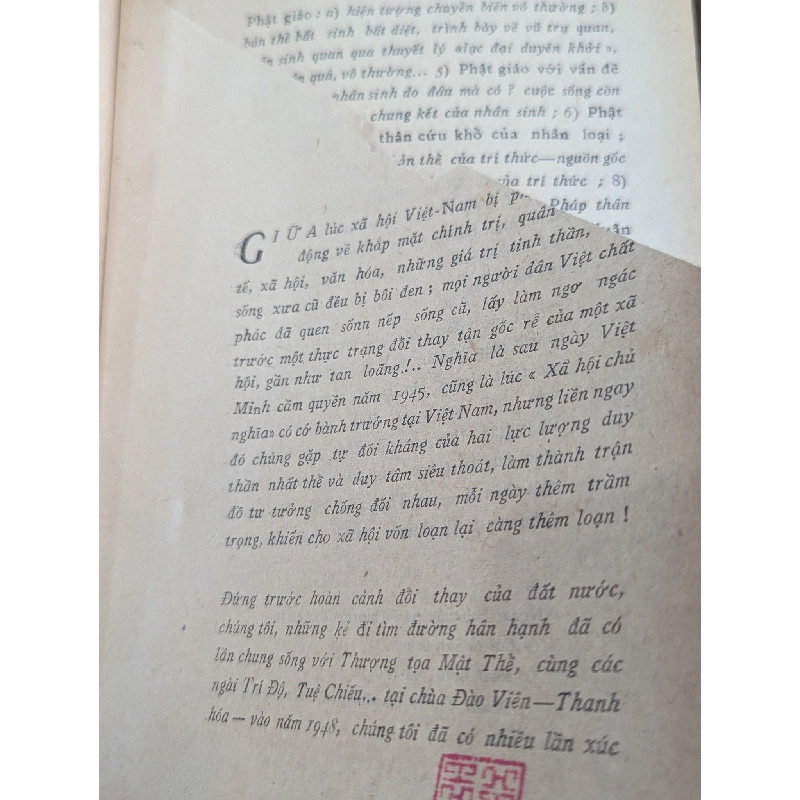 Phật giáo : a) hiện tượng chuyển biến vô thường ; b)
bản thể bất sinh bất diệt, trình bày về vũ trụ quan,
sinh quan qua thuyết lý «lục đại duyên khởi »,
quả, vô thường... 5) Phật giáo với vấn đề
nhân sinh do đâu mà có ? cuộc sống còn
chung kết của nhân sinh ; 6) Phật
thân cứu khổ của nhân loại ;
thể của trí thức—nguồn gốc
của trí thức ; 8)
Pháp thân
GIỮA lúc xã hội Việt-Nam bị
động về khắp mặt chính trị, quân
tế, xã hội, văn hóa, những giá trị tinh thần,
sống xưa cũ đều bị bôi đen ; mọi người dân Việt chất
phác đã quen sốnn nếp sống cũ, lấy làm ngơ ngác
trước một thực trạng đổi thay tận gốc rễ của một xã
hội, gần như tan loãng.!.. Nghĩa là sau ngày Việt
Minh cầm quyền năm 1945, cũng là lúc « Xã hội chủ
nghĩa» có cớ bành trướng tại Việt Nam, nhưng liền ngay
đó chúng gặp tự đối kháng của hai lực lượng duy
thần nhất thể và duy tâm siêu thoát, làm thành trận
đồ tư tưởng chống đối nhau, mỗi ngày thêm trầm
trọng, khiến cho xã hội vốn loạn lại càng thêm loạn !
Đứng trước hoàn cảnh đổi thay của đất nước,
chúng tôi, những kẻ đi tìm đường hân hạnh đã có
lần chung sống với Thượng tọa Mật Thể, cùng các
ngài Trí Độ, Tuệ Chiếu... tại chùa Đào Viên—Thanh
hóa — vào năm 1948, chúng tôi đã có nhiều lần xúc